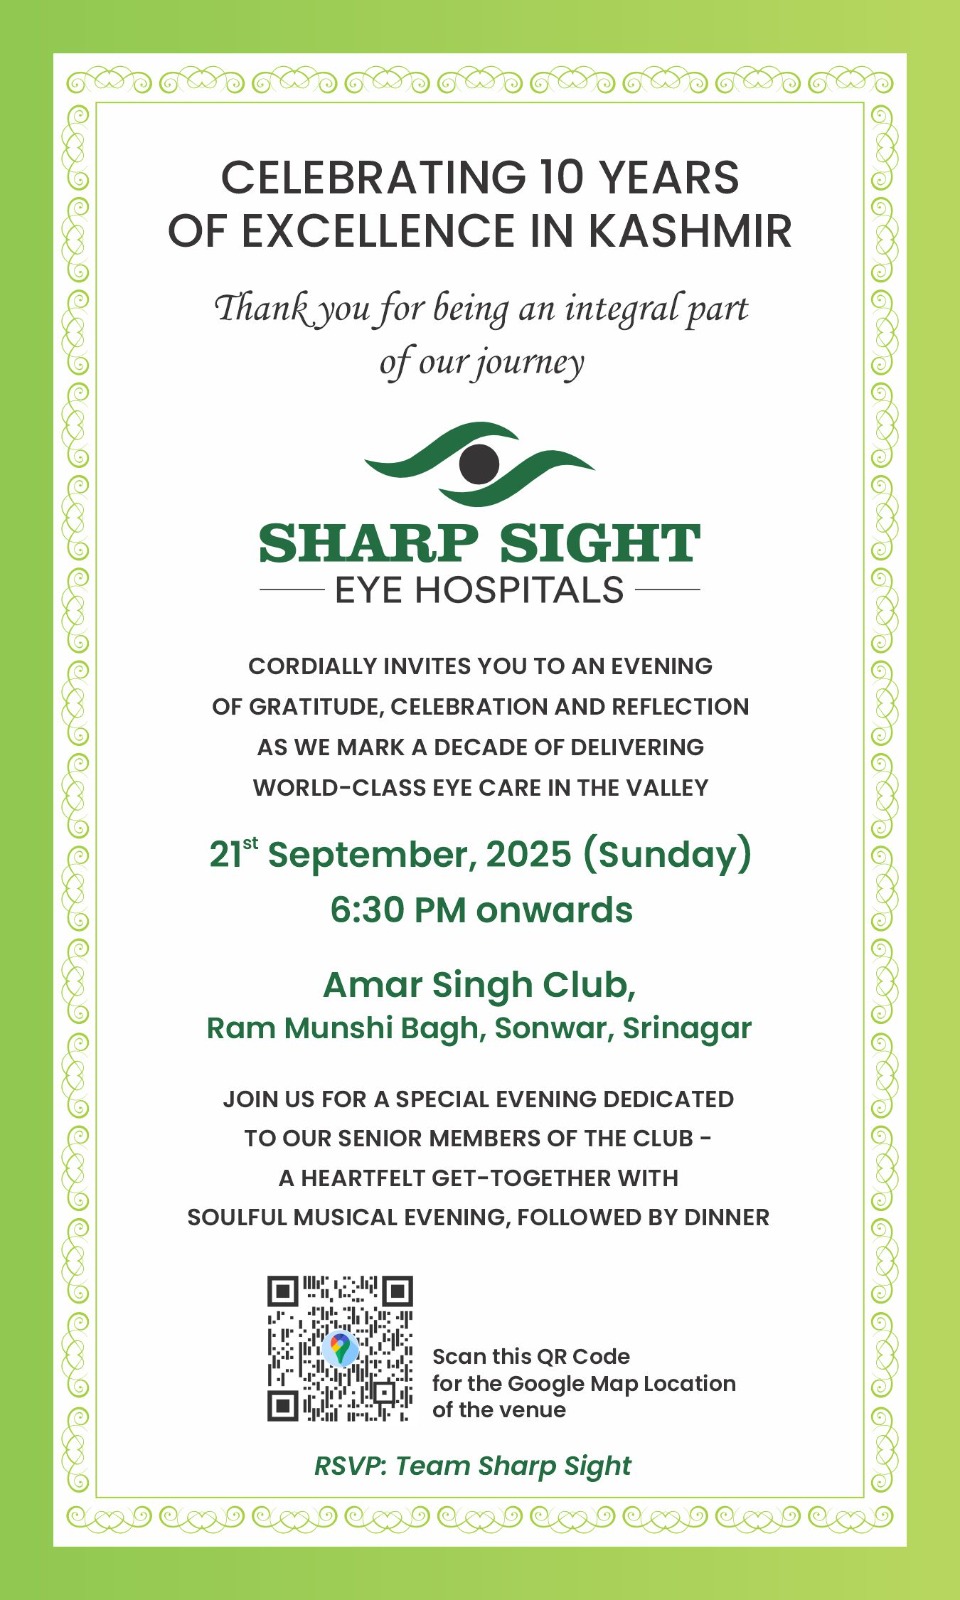 CELEBRATING 10 YEARS
OF EXCELLENCE IN KASHMIR
Thank you for being an integral part
of our journey
SHARP SIGHT
EYE HOSPITALS
CORDIALLY INVITES YOU TO AN EVENING
OF GRATITUDE, CELEBRATION AND REFLECTION
AS WE MARK A DECADE OF DELIVERING
WORLD-CLASS EYE CARE IN THE VALLEY
21st September, 2025 (Sunday)
6:30 PM onwards
Amar Singh Club,
Ram Munshi Bagh, Sonwar, Srinagar
JOIN US FOR A SPECIAL EVENING DEDICATED
TO OUR SENIOR MEMBERS OF THE CLUB -
A HEARTFELT GET-TOGETHER WITH
SOULFUL MUSICAL EVENING, FOLLOWED BY DINNER
Scan this QR Code
for the Google Map Location
of the venue
RSVP: Team Sharp Sight